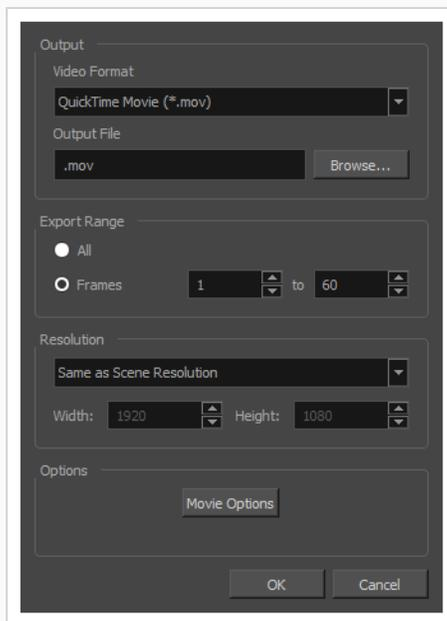 Output
Video Format
QuickTime Movie (*.mov)
Output File
.mov Browse...
Export Range
All
Frames 1 to 60
Resolution
Same as Scene Resolution
Width: 1920 Height: 1080
Options
Movie Options
OK Cancel